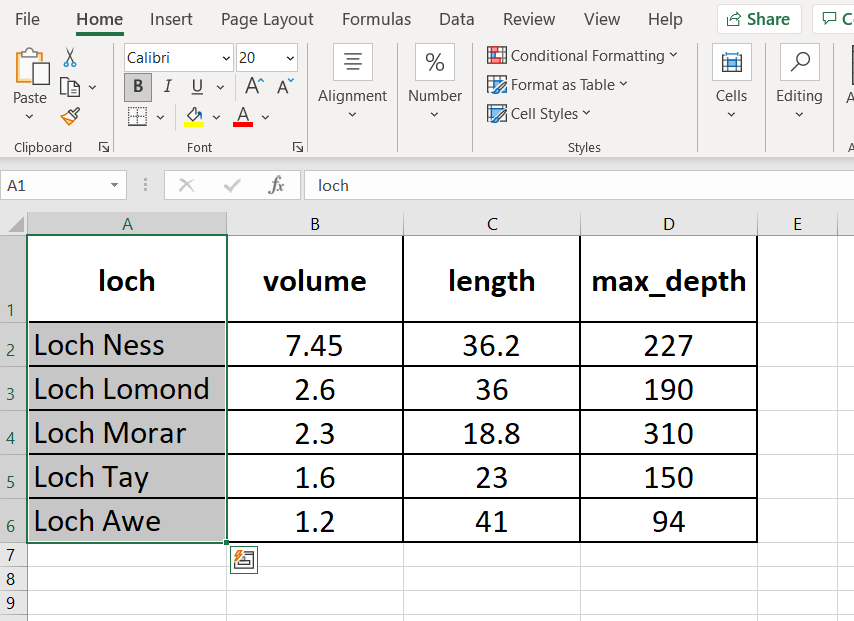 File Home Insert Page Layout Formulas Data Review View Help Share
Calibri 20 Conditional Formatting
B I U A A % Format as Table
Paste Alignment Number Cells Editing
A Cell Styles
Clipboard Font Styles
A1 fx loch
A B C D E
1 loch volume length max_depth
2 Loch Ness 7.45 36.2 227
3 Loch Lomond 2.6 36 190
4 Loch Morar 2.3 18.8 310
5 Loch Tay 1.6 23 150
6 Loch Awe 1.2 41 94
7
8
9